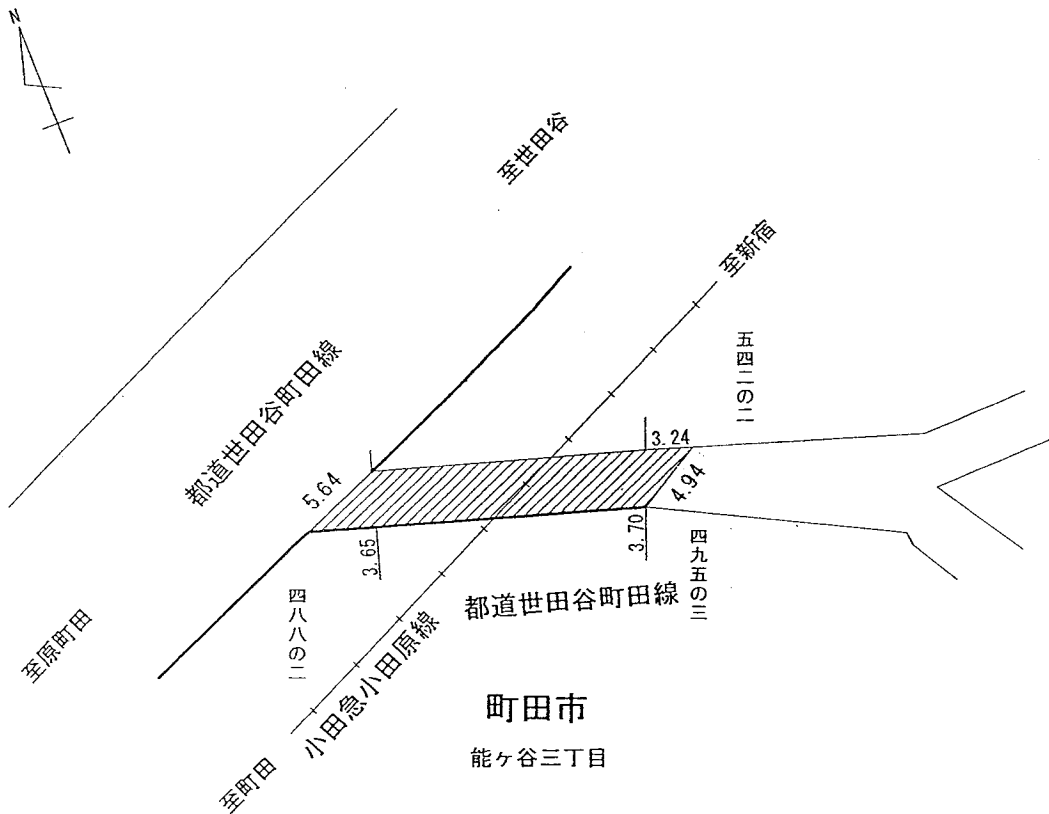 N
至世田谷
至新宿
五四二の二
都道世田谷町田線
3.24
5.64
4.94
3.65
3.70
四九五の三
四八八の二
都道世田谷町田線
至原町田
小田急小田原線
町田市
能ヶ谷三丁目
至町田